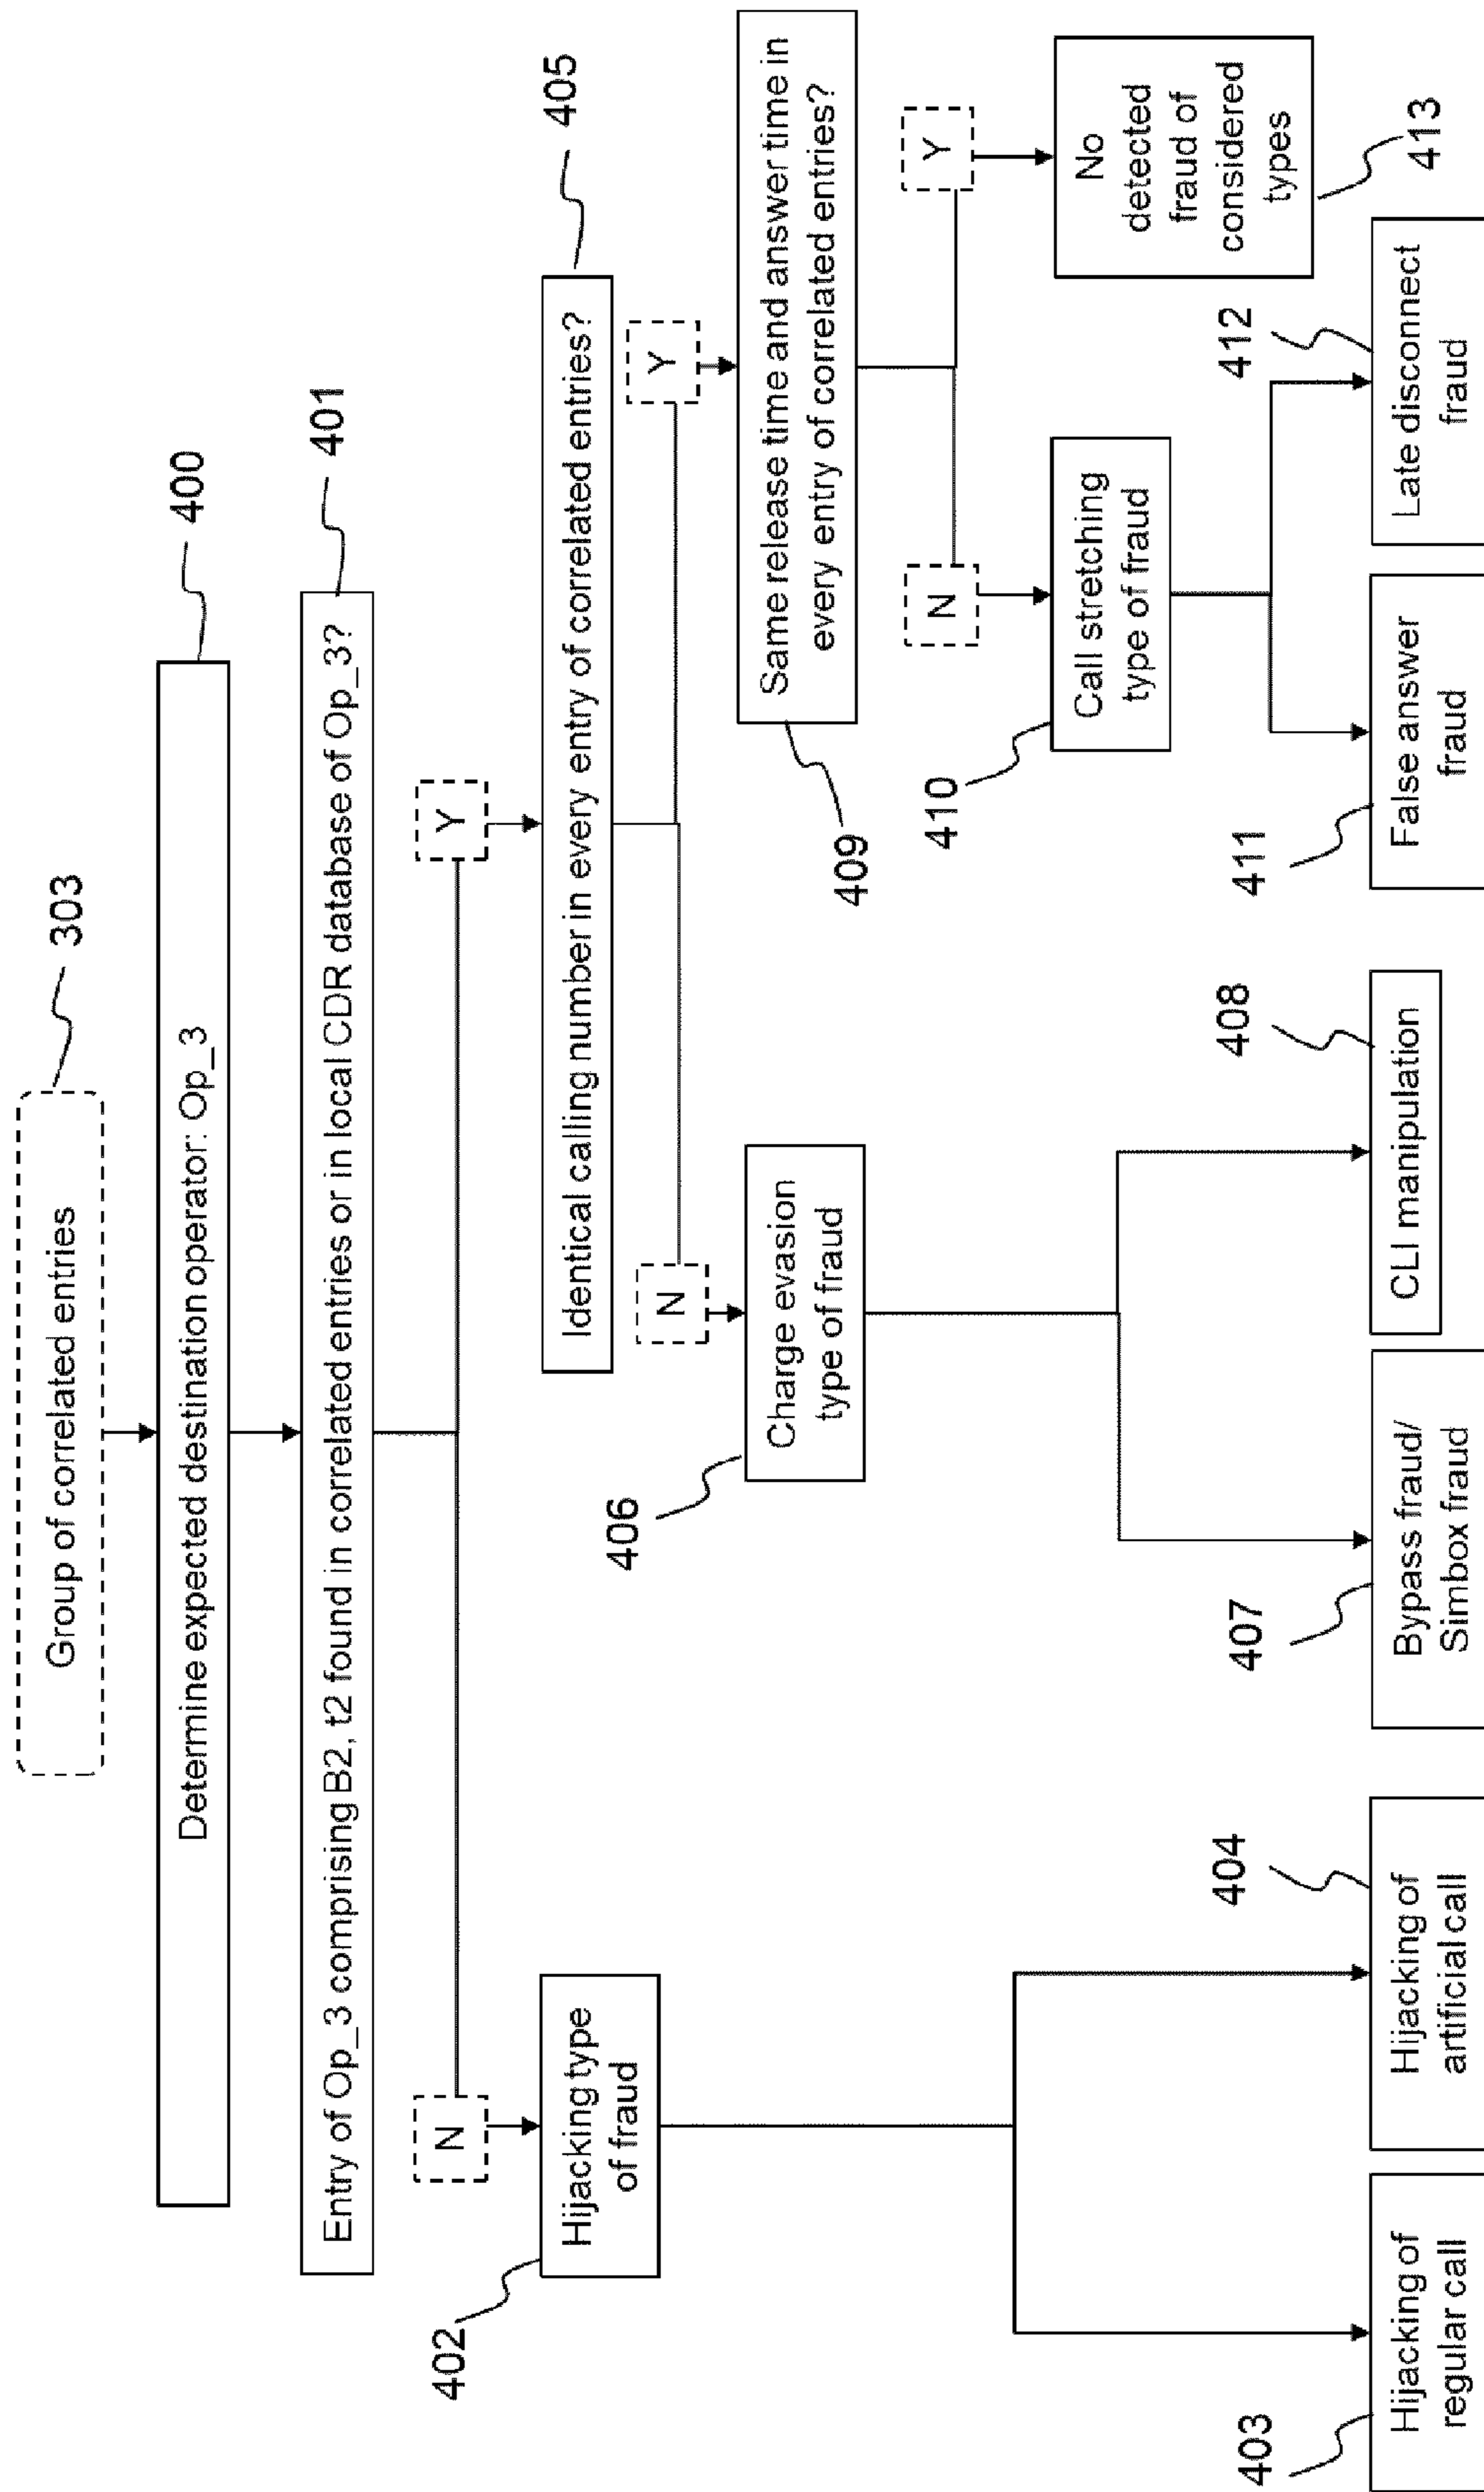 303
Group of correlated entries
400
Determine expected destination operator: Op_3
401
Entry of Op_3 comprising B2, t2 found in correlated entries or in local CDR database of Op_3?
N
Y
402
Hijacking type
of fraud
405
Identical calling number in every entry of correlated entries?
N
Y
406
Charge evasion
type of fraud
409
Same release time and answer time in
every entry of correlated entries?
N
Y
410
Call stretching
type of fraud
No
detected
fraud of
considered
types
413
403
Hijacking of
regular call
404
Hijacking of
artificial call
407
Bypass fraud/
Simbox fraud
408
CLI manipulation
411
False answer
fraud
412
Late disconnect
fraud